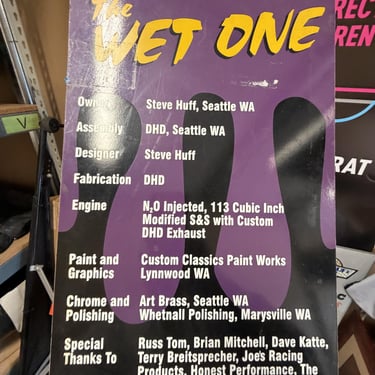 The
WET ONE
Owner Steve Huff, Seattle WA
Assembly DHD, Seattle WA
Designer Steve Huff
Fabrication DHD
Engine N,O Injected, 113 Cubic Inch
Modified S&S with Custom
DHD Exhaust
Paint and Custom Classics Paint Works
Graphics Lynnwood WA
Chrome and Art Brass, Seattle WA
Polishing Whetnall Polishing, Marysville WA
Special Russ Tom, Brian Mitchell, Dave Katte,
Thanks To Terry Breitsprecher, Joe's Racing
Products, Honest Performance, The
RECT
REN
RAT
V